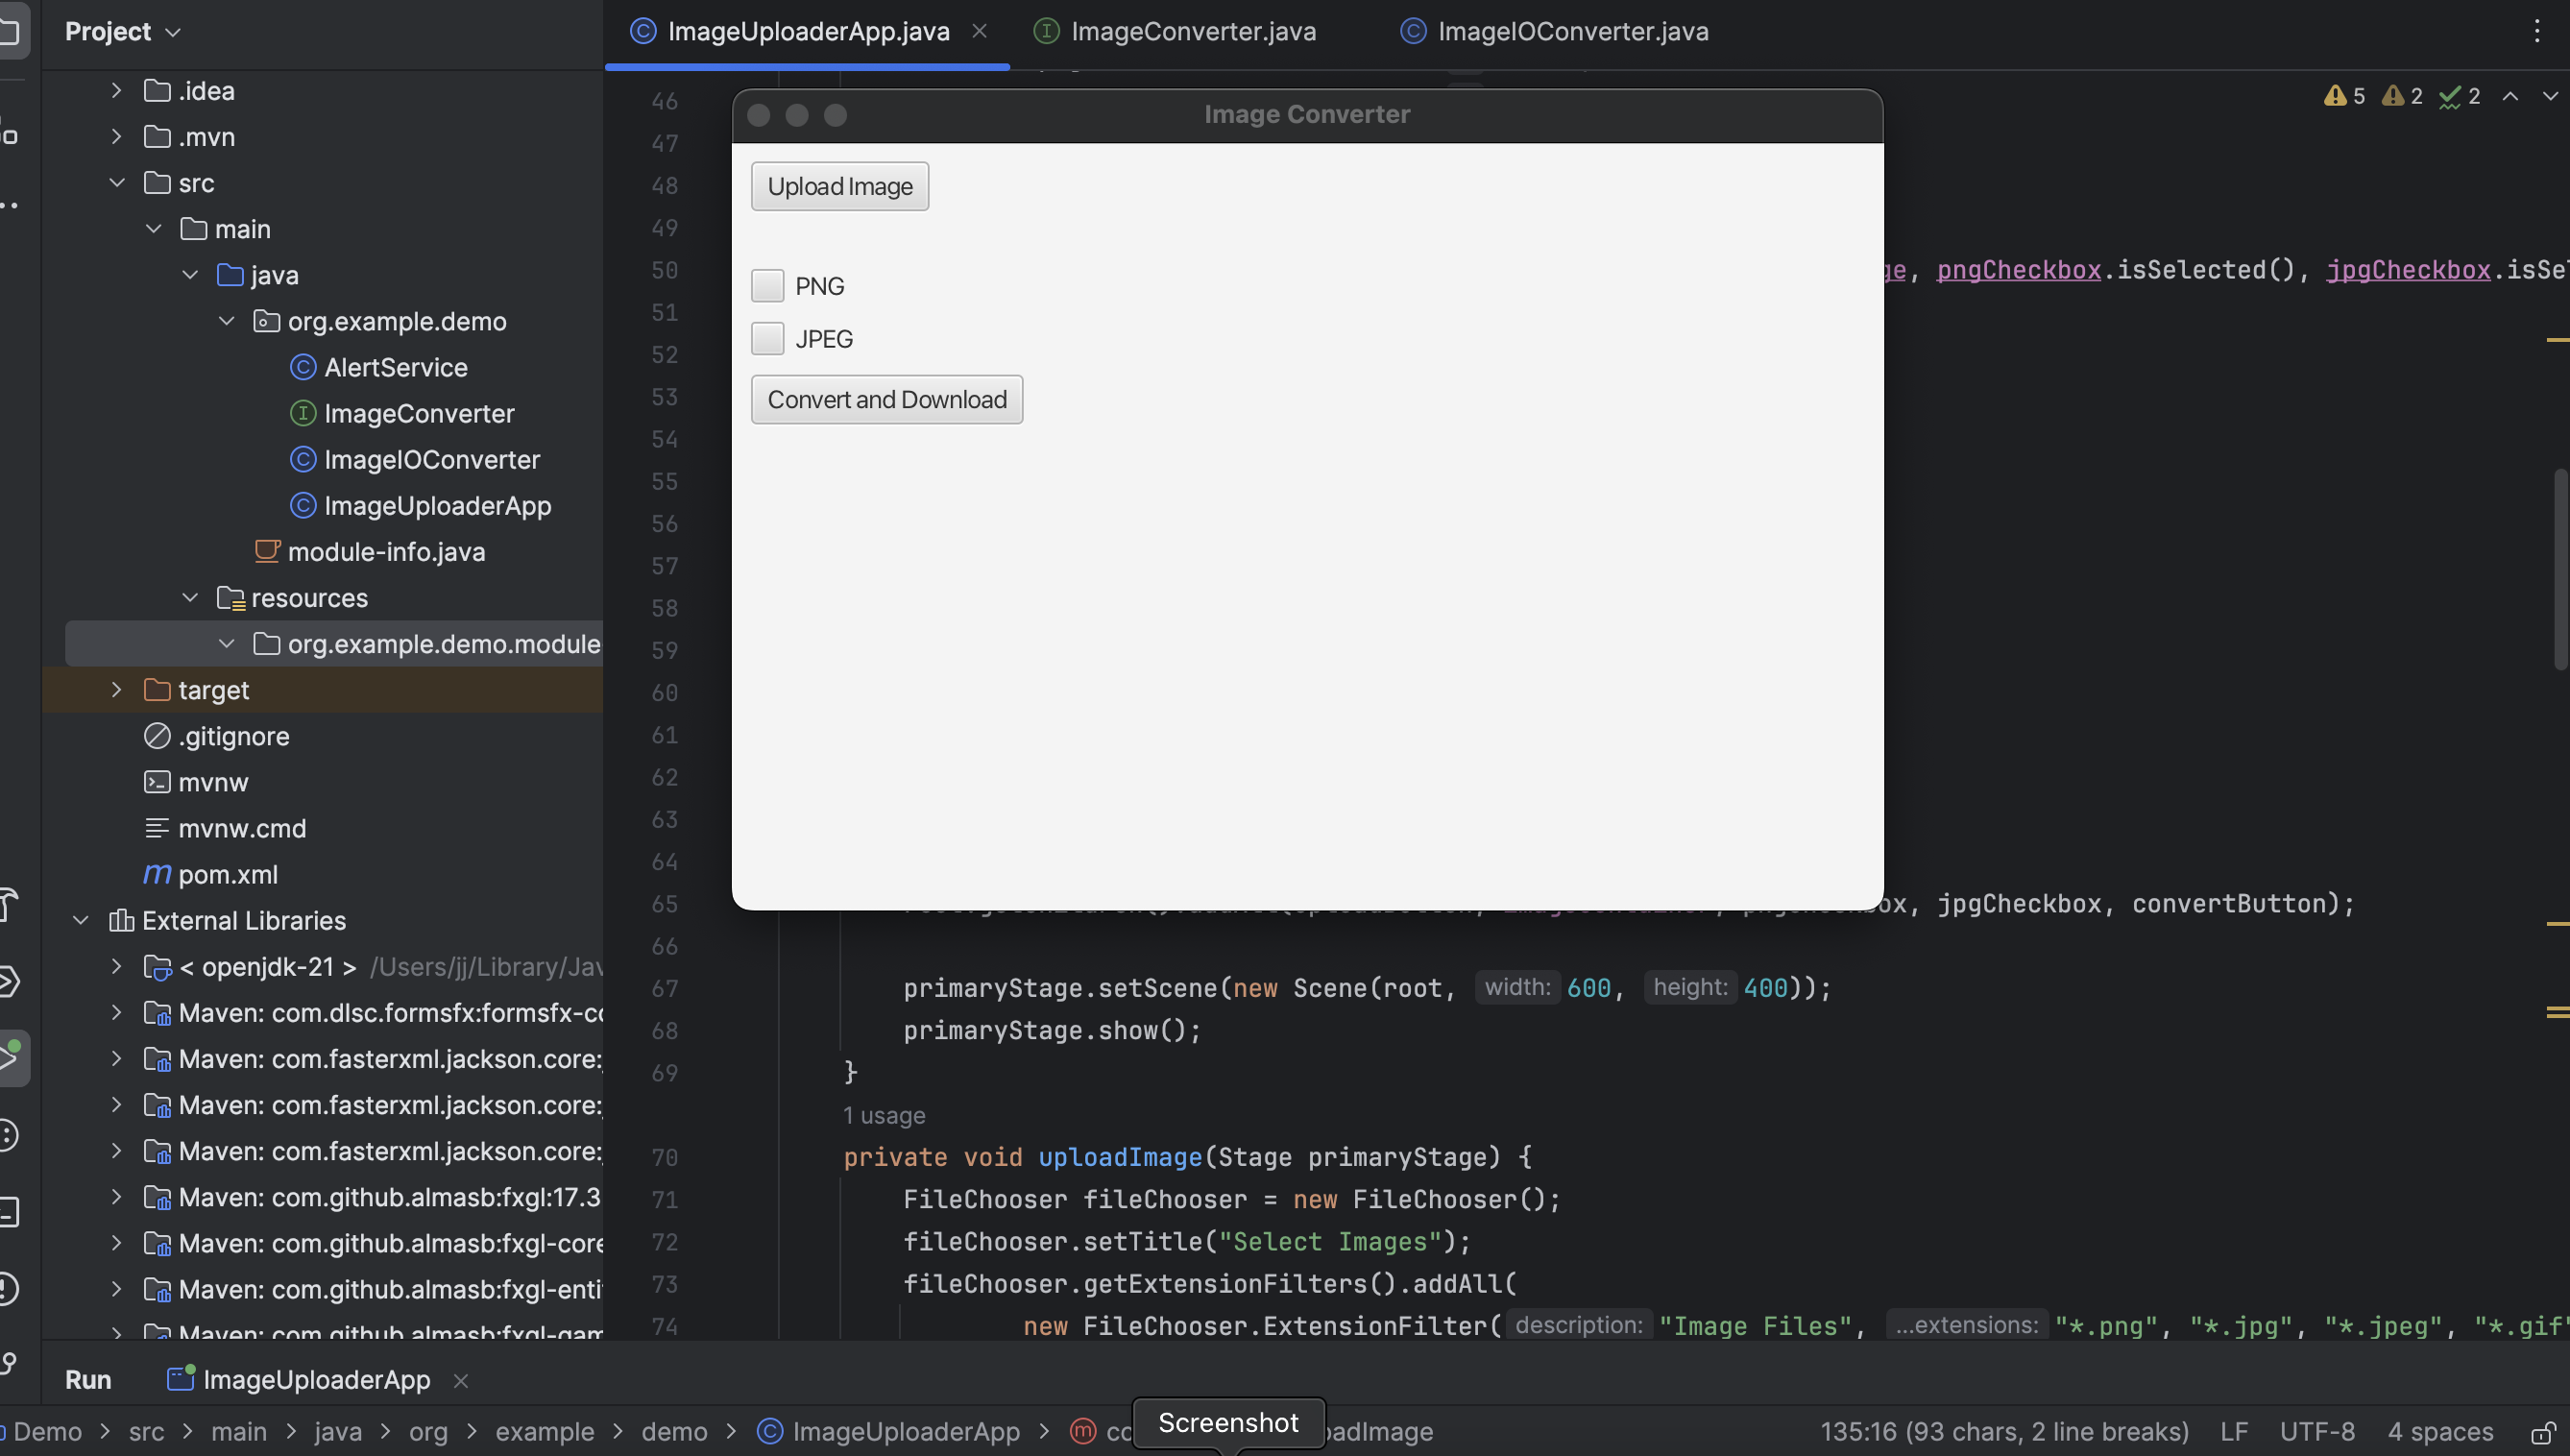 Project
ImageUploaderApp.java
ImageConverter.java
ImageIOConverter.java
.idea
.mvn
src
main
java
org.example.demo
AlertService
ImageConverter
ImageIOConverter
ImageUploaderApp
module-info.java
resources
org.example.demo.module
target
.gitignore
mvnw
mvnw.cmd
pom.xml
External Libraries
< openjdk-21 > /Users/jj/Library/Jav
Maven: com.dlsc.formsfx:formsfx-co
Maven: com.fasterxml.jackson.core:
Maven: com.fasterxml.jackson.core:
Maven: com.fasterxml.jackson.core:
Maven: com.github.almasb:fxgl:17.3
Maven: com.github.almasb:fxgl-core
Maven: com.github.almasb:fxgl-enti
Maven: com.github.almasb:fxgl-gam
5 2 2
Image Converter
Upload Image
PNG
JPEG
Convert and Download
46
47
48
49
50 ge, pngCheckbox.isSelected(), jpgCheckbox.isSe
51
52
53
54
55
56
57
58
59
60
61
62
63
64
65 jpgCheckbox, convertButton);
66
67 primaryStage.setScene(new Scene(root, width: 600, height: 400));
68 primaryStage.show();
69 }
1 usage
70 private void uploadImage(Stage primaryStage) {
71 FileChooser fileChooser = new FileChooser();
72 fileChooser.setTitle("Select Images");
73 fileChooser.getExtensionFilters().addAll(
74 new FileChooser.ExtensionFilter( description: "Image Files", ...extensions: "*.png", "*.jpg", "*.jpeg", "*.gif"
Run ImageUploaderApp
Screenshot
Demo > src > main > java > org > example > demo > ImageUploaderApp > co adImage 135:16 (93 chars, 2 line breaks) LF UTF-8 4 spaces